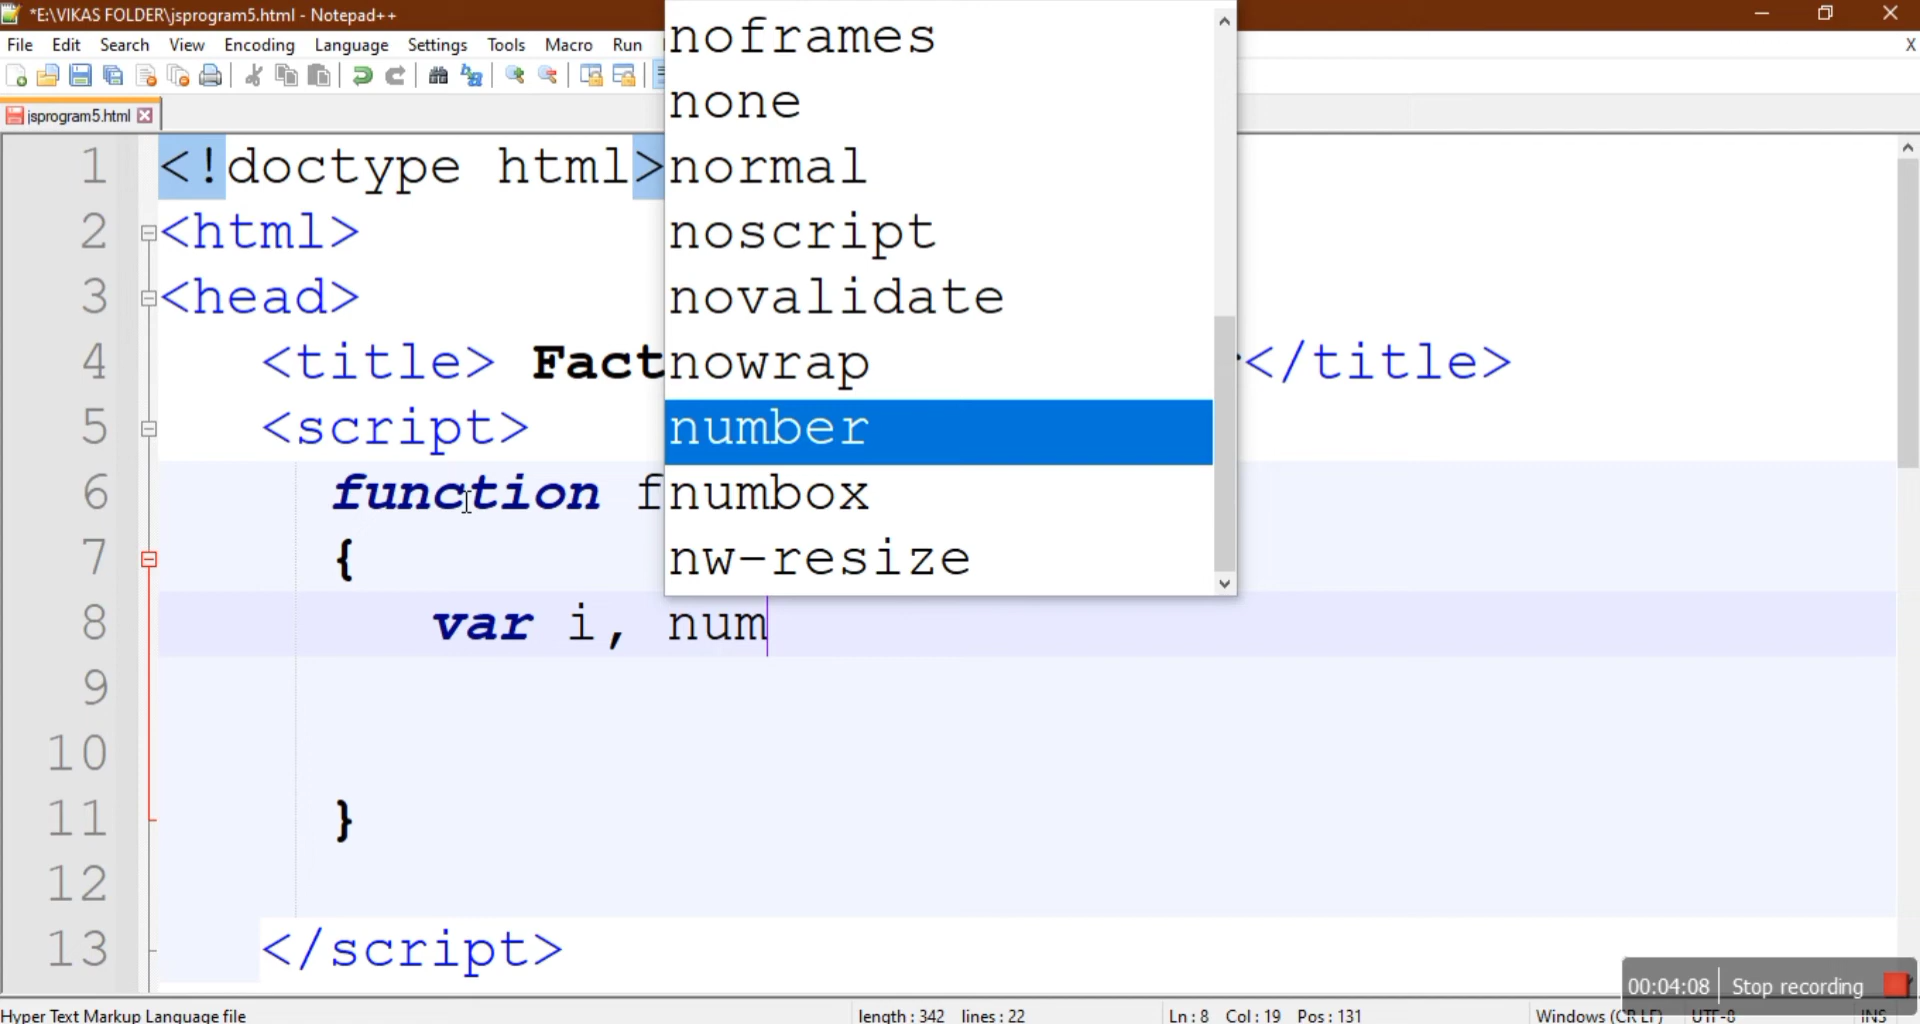 *E:\VIKAS FOLDER\jsprogram5.html - Notepad++
File Edit Search View Encoding Language Settings Tools Macro Run
X
jsprogram5.html
1 <!doctype html>
2 <html>
3 <head>
4 <title> Fact </title>
5 <script>
6 function f
7 {
8 var i, num
9
10
11 }
12
13 </script>
noframes
none
normal
noscript
novalidate
nowrap
number
numbox
nw-resize
00:04:08 Stop recording
Hyper Text Markup Language file length : 342 lines : 22 Ln : 8 Col : 19 Pos : 131 Windows (CR LF) UTF-8 INS